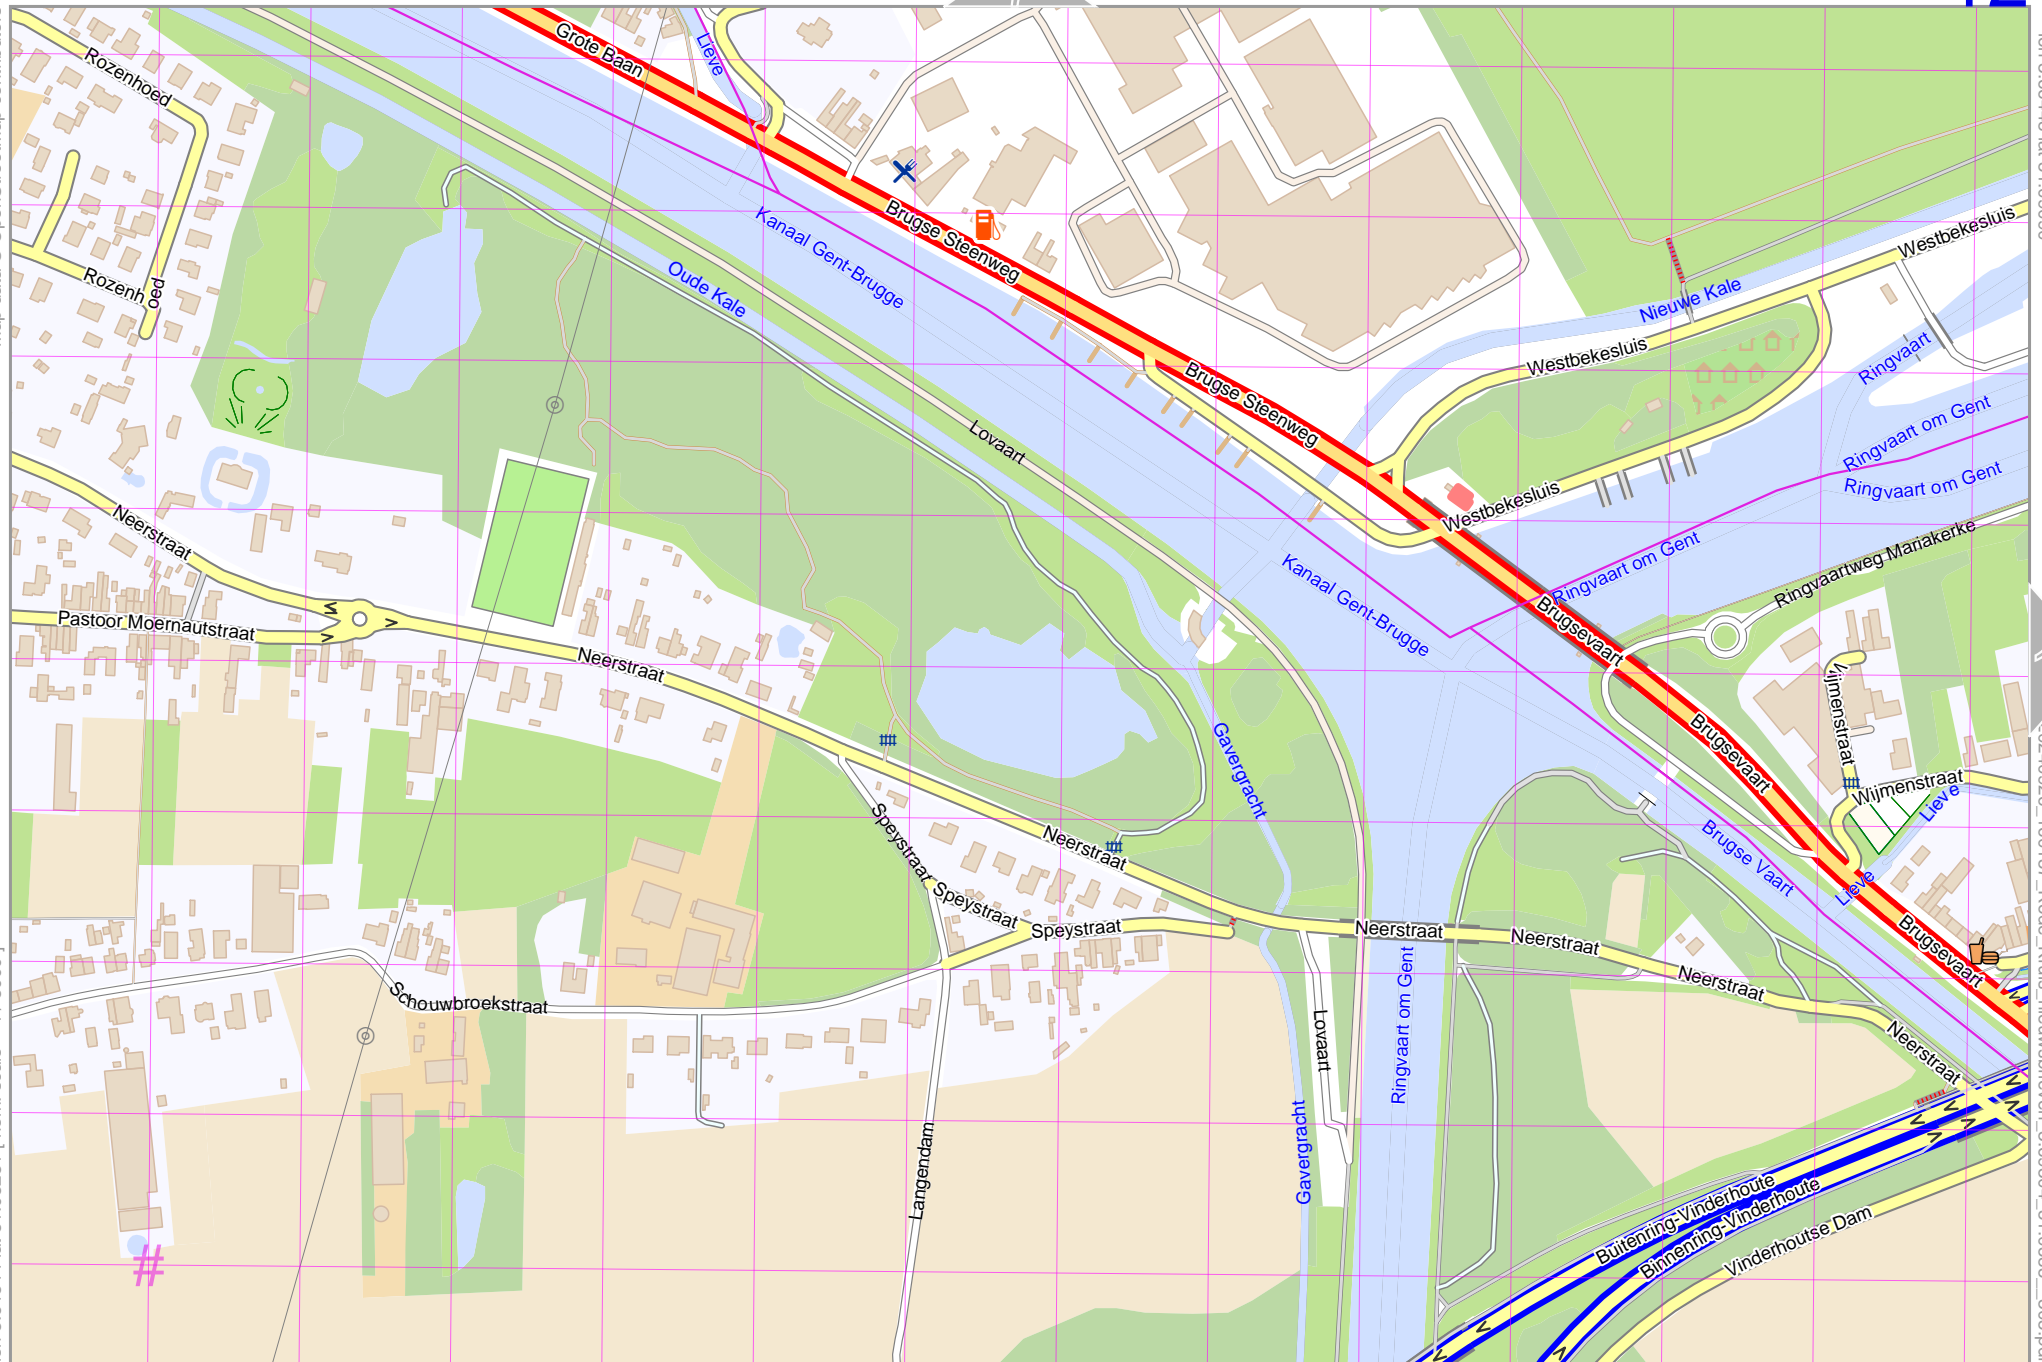 Rozenhoed
Grote Baan
Lieve
Rozenhoed
Kanaal Gent-Brugge
Oude Kale
Brugse Steenweg
Westbekesluis
Nieuwe Kale
Westbekesluis
Ringvaart
Brugse Steenweg
Lovaart
Ringvaart om Gent
Ringvaart om Gent
Westbekesluis
Neerstraat
Kanaal Gent-Brugge
Ringvaart om Gent
Ringvaartweg Mariakerke
Brugsevaart
Pastoor Moernautstraat
Neerstraat
Wijmenstraat
Brugsevaart
Gavergracht
Wijmenstraat
Lieve
Speystraat
Neerstraat
Brugse Vaart
Lieve
Speystraat
Speystraat
Neerstraat
Neerstraat
Brugsevaart
Neerstraat
Schouwbroekstraat
Lovaart
Ringvaart om Gent
Neerstraat
Langendam
Gavergracht
Buitenring-Vinderhoute
Binnenring-Vinderhoute
Vinderhoutse Dam
#